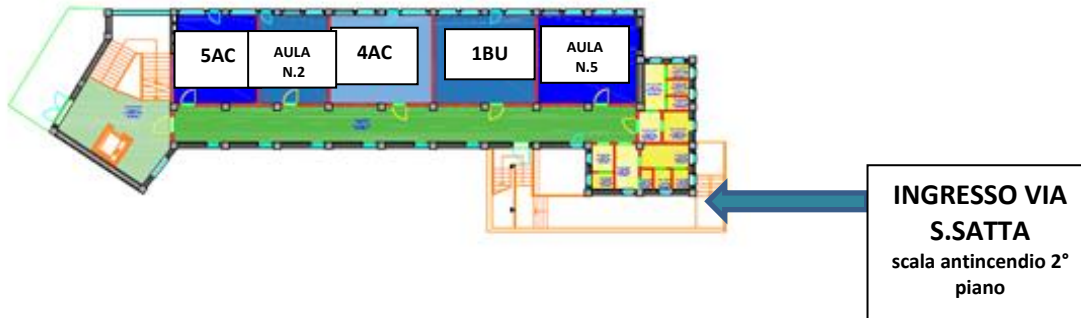 5AC
AULA
N.2
4AC
1BU
AULA
N.5
INGRESSO VIA
S.SATTA
scala antincendio 2°
piano